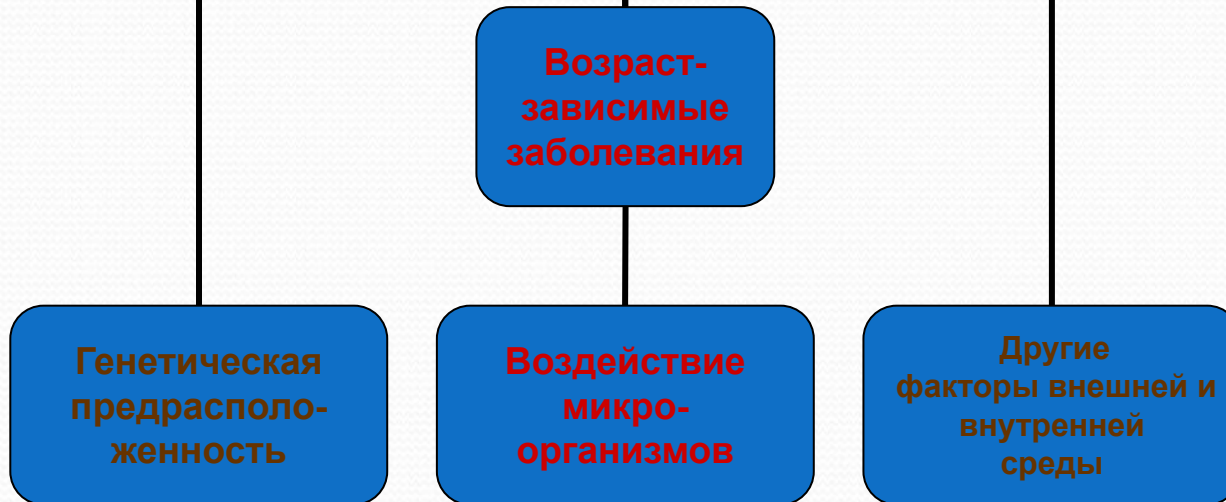 Возраст-
зависимые
заболевания
Генетическая
предрасполо-
женность
Воздействие
микро-
организмов
Другие
факторы внешней и
внутренней
среды